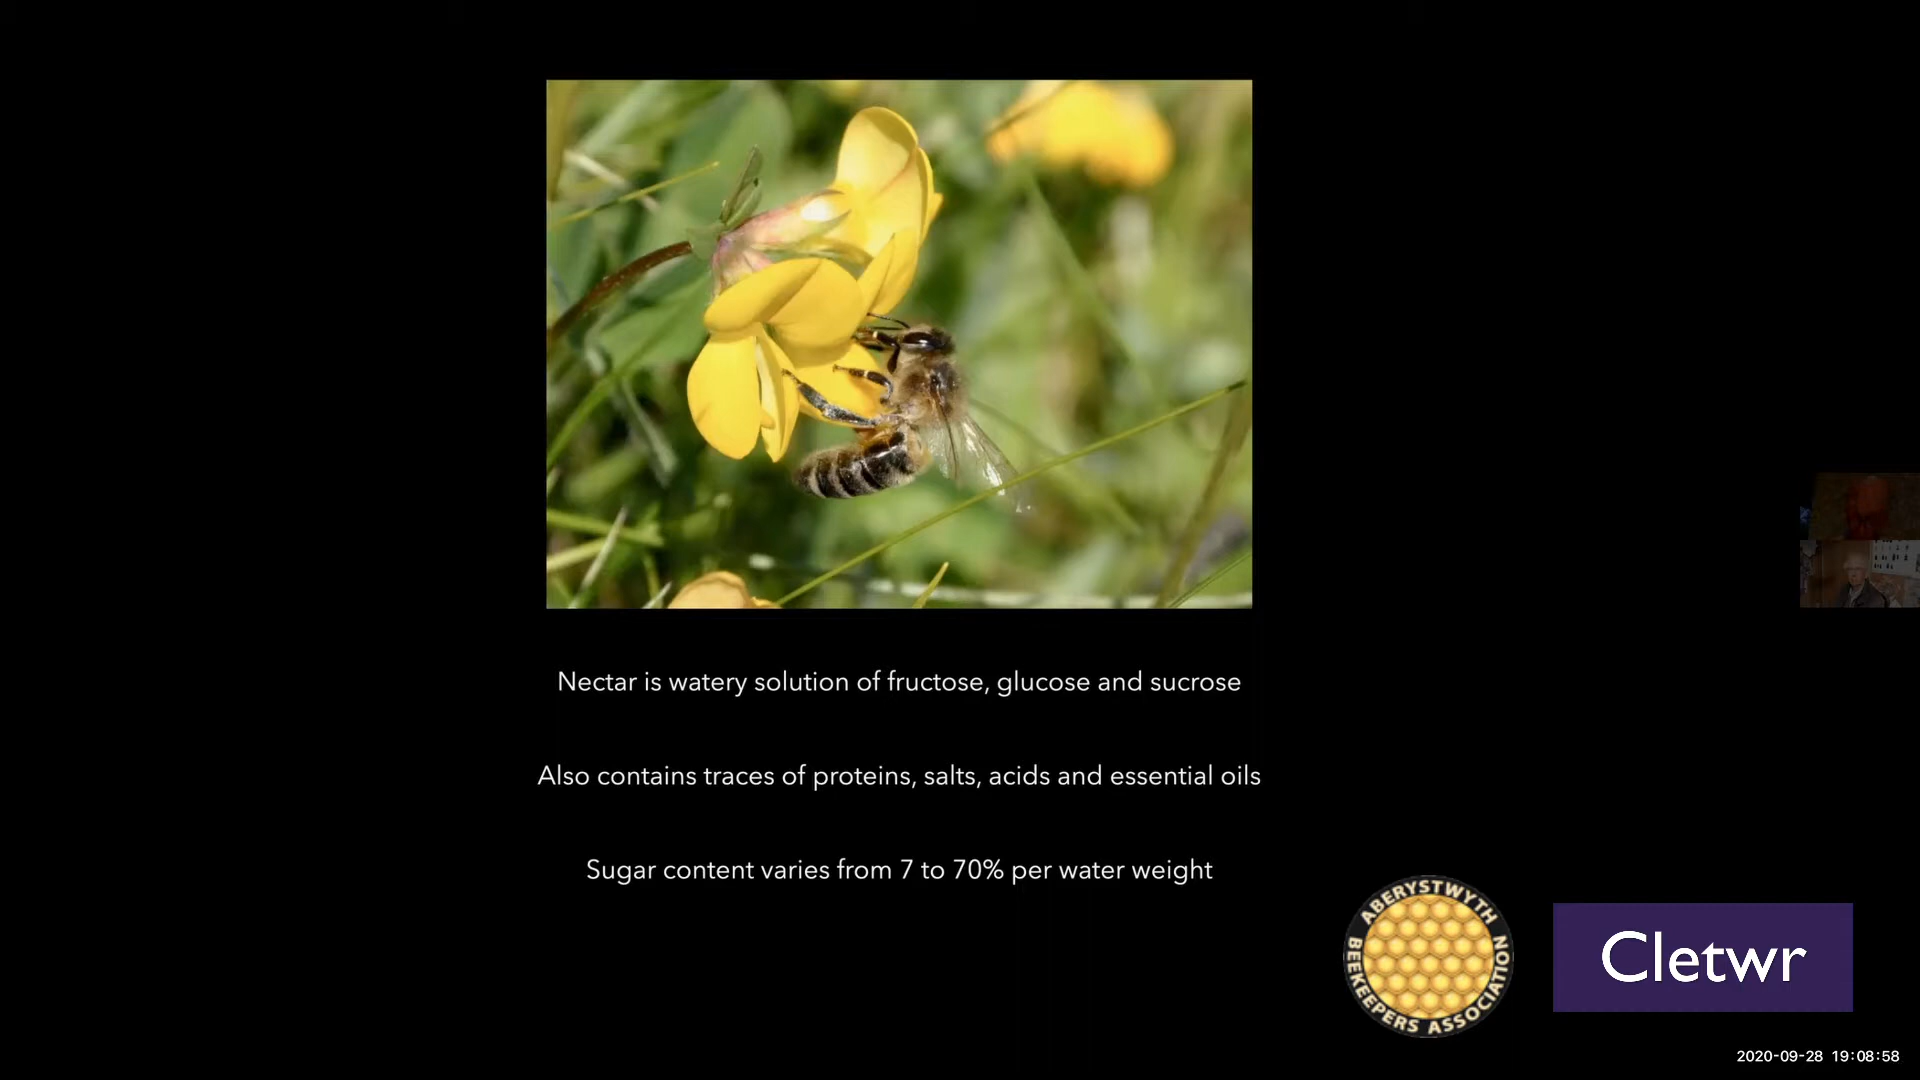 Nectar is watery solution of fructose, glucose and sucrose
Also contains traces of proteins, salts, acids and essential oils
Sugar content varies from 7 to 70% per water weight
ABERYSTWYTH
BEEKEEPERS ASSOCIATION
Cletwr
2020-09-28 19:08:58